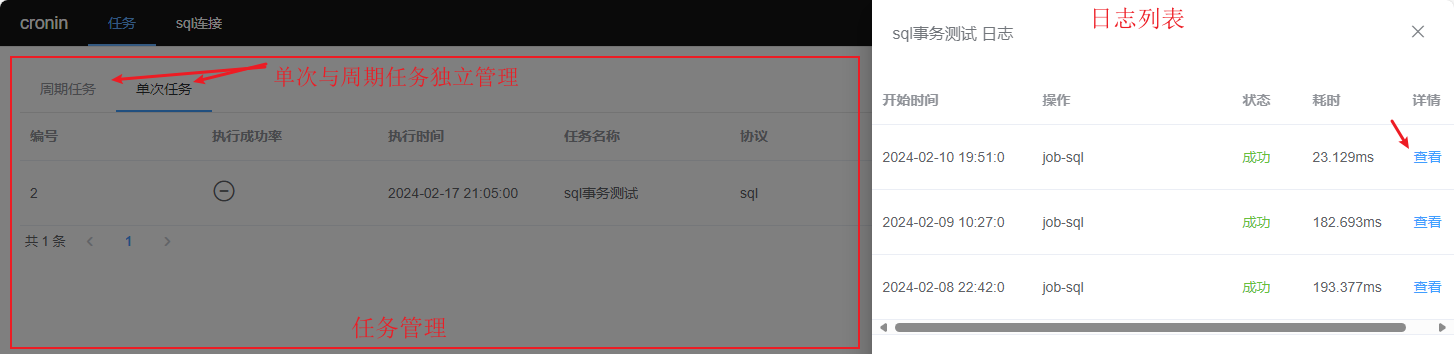 cronin 任务 sql连接
周期任务 单次任务 单次与周期任务独立管理
编号 执行成功率 执行时间 任务名称 协议
2 2024-02-17 21:05:00 sql事务测试 sql
共 1 条 1
任务管理
日志列表
sql事务测试 日志
开始时间 操作 状态 耗时 详情
2024-02-10 19:51:0 job-sql 成功 23.129ms 查看
2024-02-09 10:27:0 job-sql 成功 182.693ms 查看
2024-02-08 22:42:0 job-sql 成功 193.377ms 查看